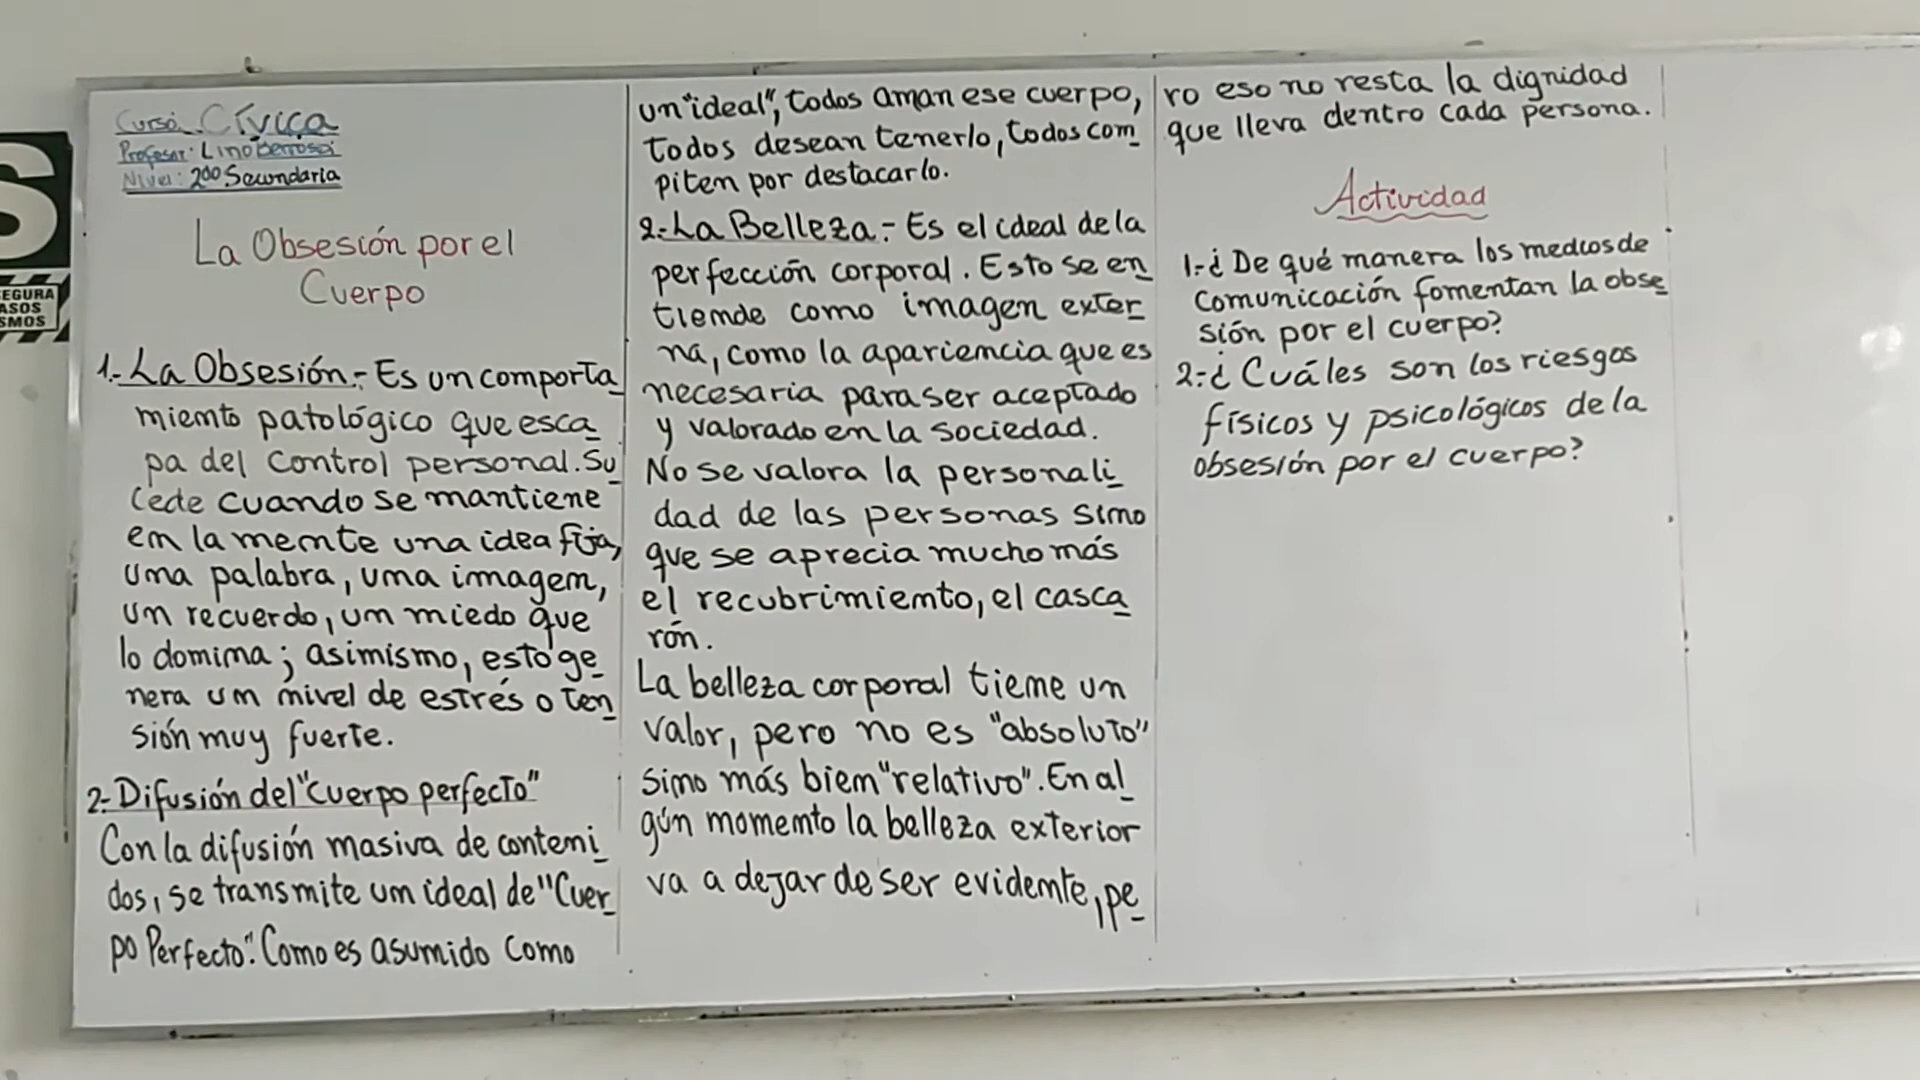 S
EGURA
ASOS
SMOS
Curso: Cívica
Profesor: Lino
Nivel: 2do Secundaria
La Obsesión por el
Cuerpo
1.- La Obsesión.- Es un comporta
miento patológico que esca
pa del control personal. Su
cede cuando se mantiene
en la mente una idea fija,
una palabra, una imagen,
un recuerdo, un miedo que
lo domina; asimismo, esto ge
nera un nivel de estrés o ten
sión muy fuerte.
2.- Difusión del "cuerpo perfecto"
Con la difusión masiva de conteni
dos, se transmite un ideal de "Cuer
po Perfecto". Como es asumido como
un "ideal", todos aman ese cuerpo,
todos desean tenerlo, todos com
piten por destacarlo.
2.- La Belleza.- Es el ideal de la
perfección corporal. Esto se en
tiende como imagen exter
na, como la apariencia que es
necesaria para ser aceptado
y valorado en la sociedad.
No se valora la personali
dad de las personas sino
que se aprecia mucho más
el recubrimiento, el casca
rón.
La belleza corporal tiene un
valor, pero no es "absoluto"
sino más bien "relativo". En al
gún momento la belleza exterior
va a dejar de ser evidente, pe
ro eso no resta la dignidad
que lleva dentro cada persona.
Actividad
1.- ¿De qué manera los medios de
comunicación fomentan la obse
sión por el cuerpo?
2.- ¿Cuáles son los riesgos
físicos y psicológicos de la
obsesión por el cuerpo?